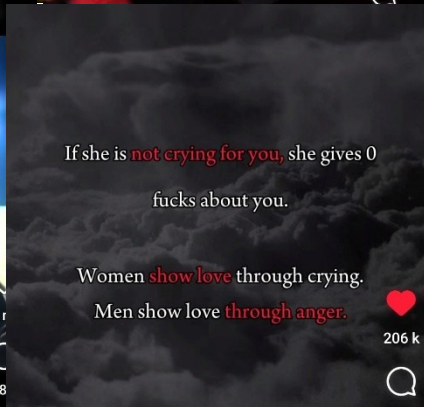 If she is not crying for you, she gives 0
fucks about you.
Women show love through crying.
Men show love through anger.
206 k